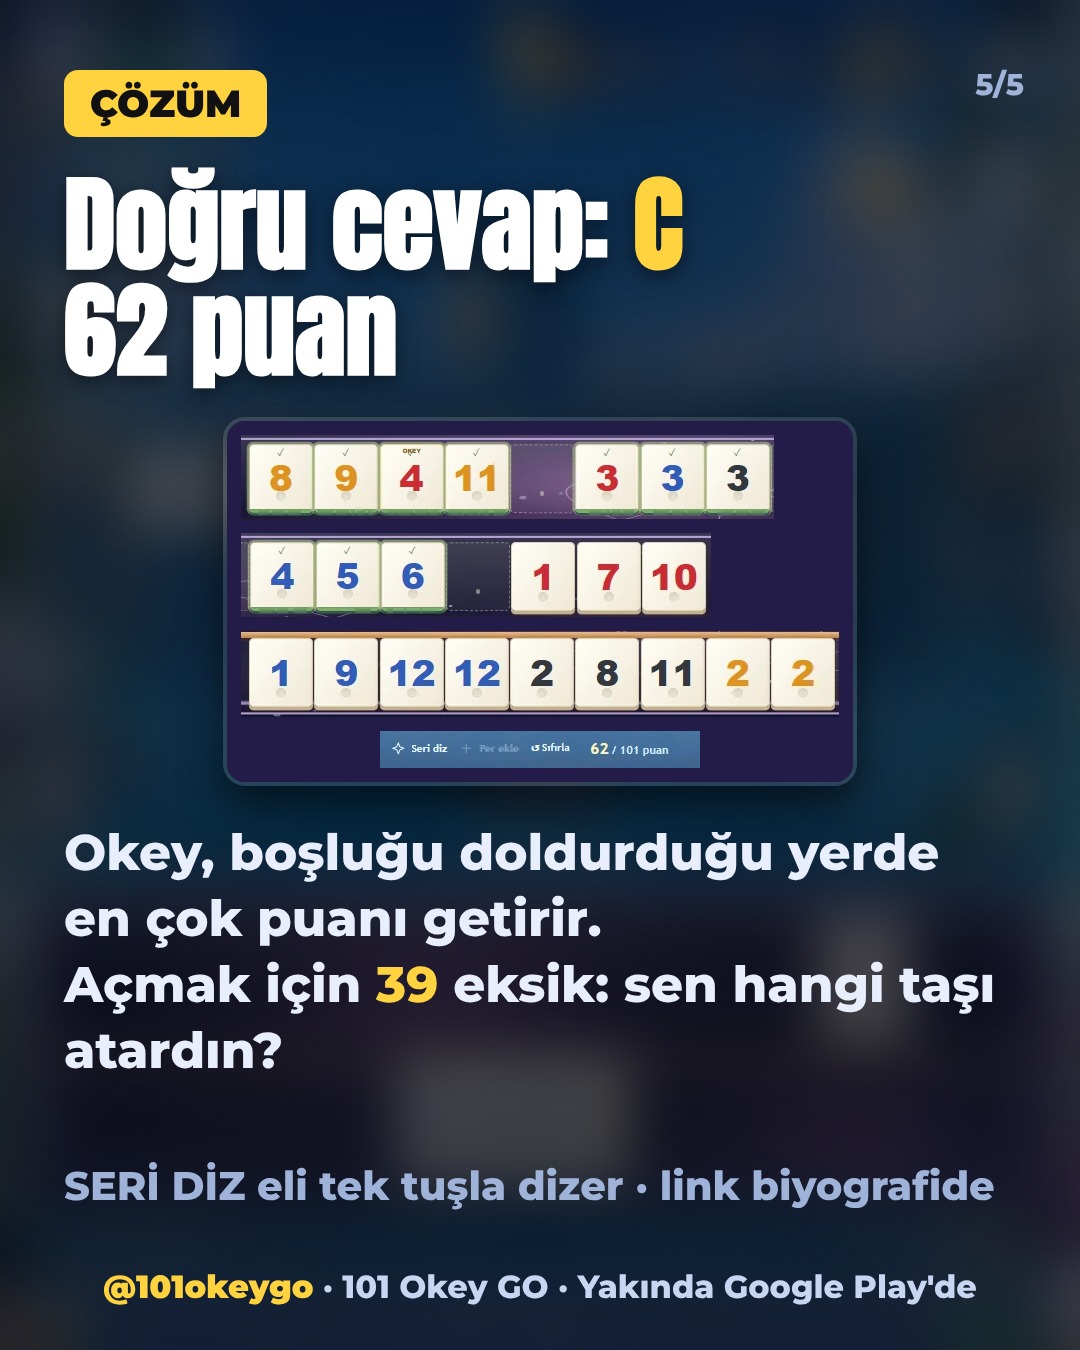 ÇÖZÜM
5/5
Doğru cevap: C
62 puan
8 9 OKEY 4 11 3 3 3
4 5 6 1 7 10
1 9 12 12 2 8 11 2 2
Seri diz + Per ekle Sıfırla 62 / 101 puan
Okey, boşluğu doldurduğu yerde
en çok puanı getirir.
Açmak için 39 eksik: sen hangi taşı
atardın?
SERİ DİZ eli tek tuşla dizer · link biyografide
@101okeygo · 101 Okey GO · Yakında Google Play'de